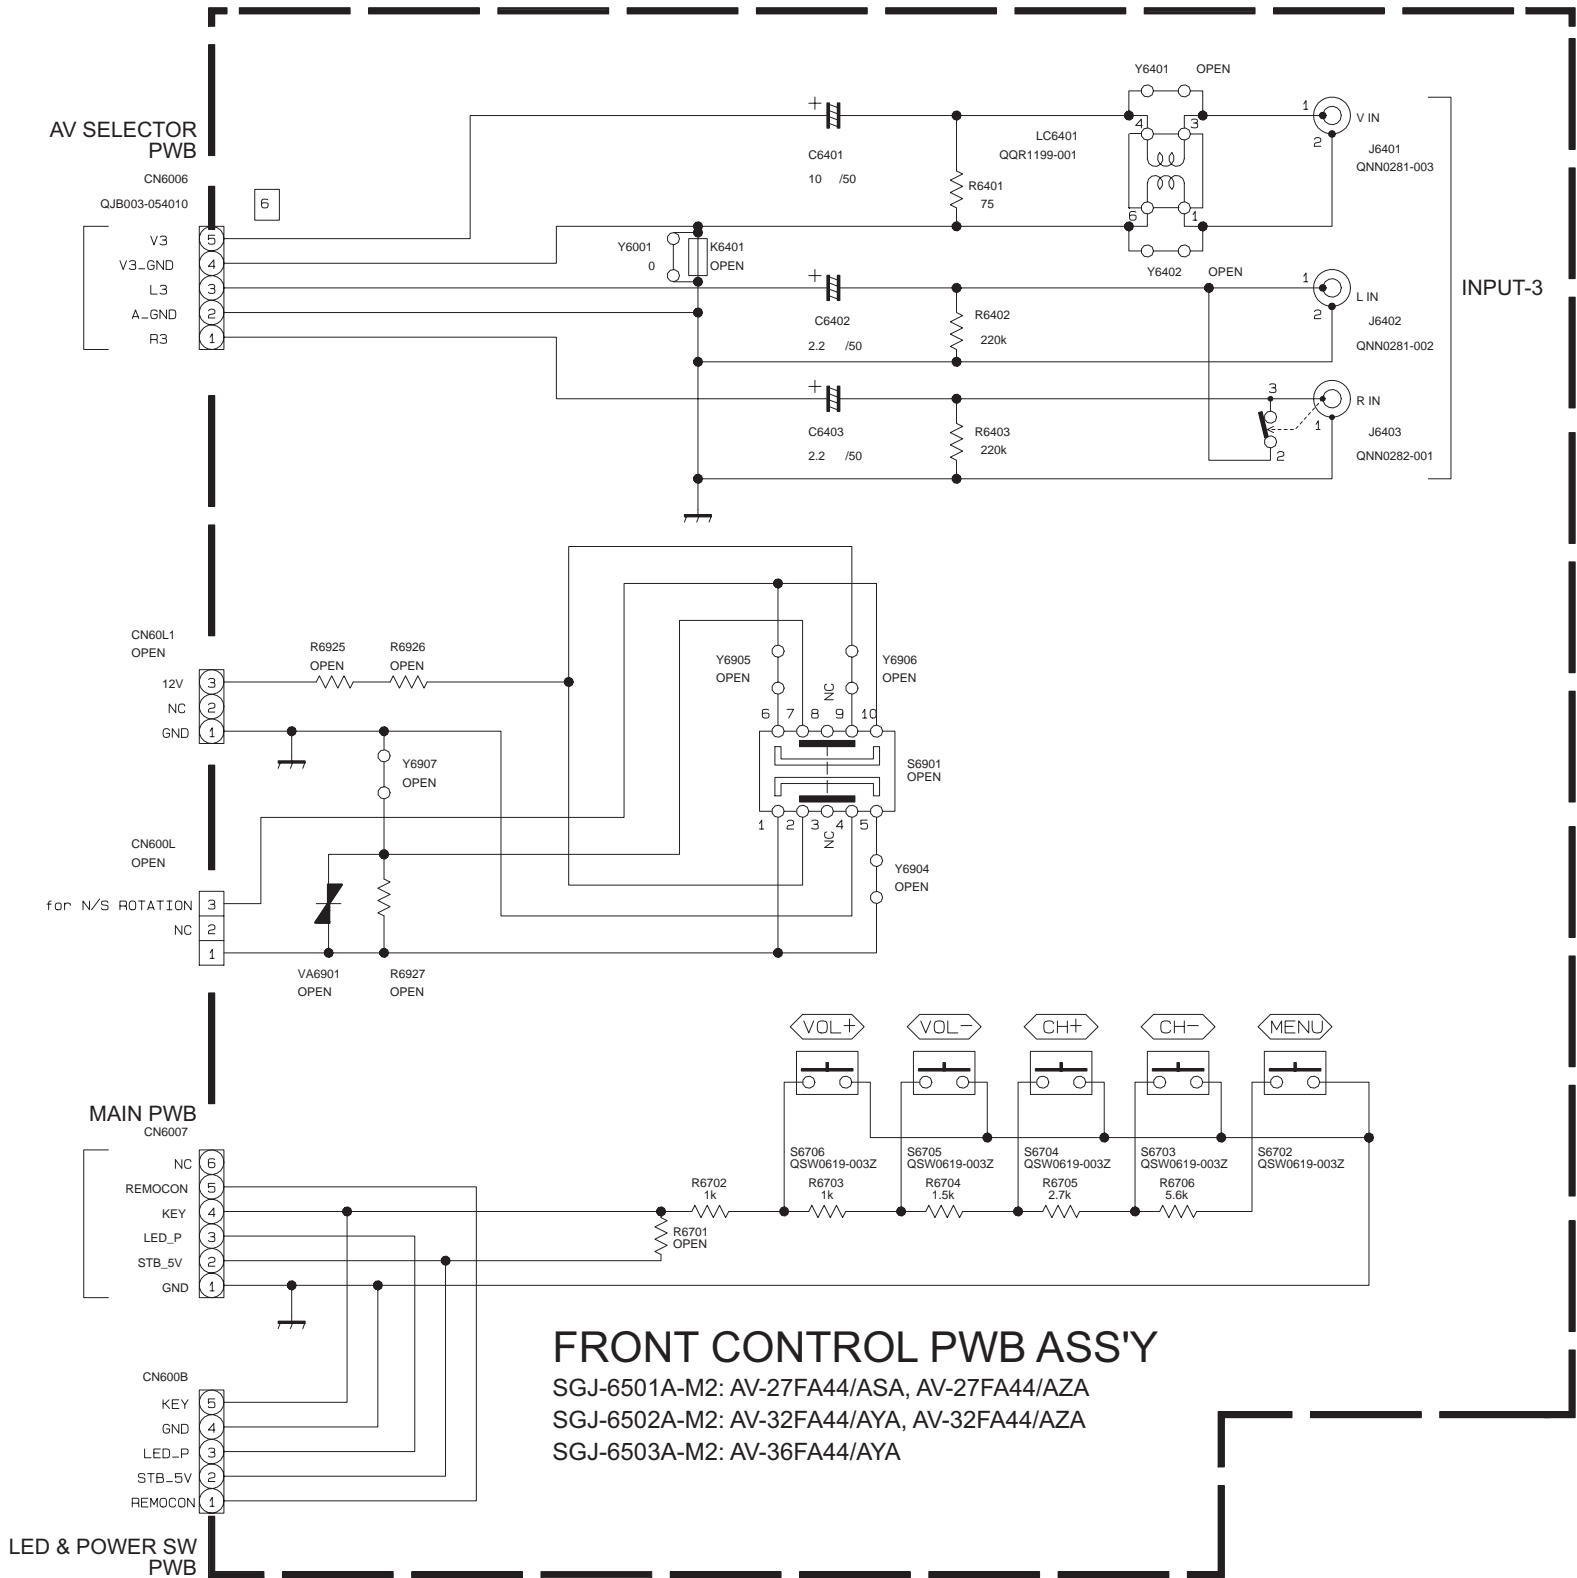 Y6401 OPEN
AV SELECTOR
PWB
CN6006
QJB003-054010
6
V3 5
V3_GND 4
L3 3
A_GND 2
R3 1
+
C6401
10 /50
R6401
75
LC6401
QQR1199-001
4 3
6 1
Y6402 OPEN
1 V IN
2
J6401
QNN0281-003
Y6001
0
K6401
OPEN
+
C6402
2.2 /50
R6402
220k
1 L IN
2
J6402
QNN0281-002
INPUT-3
+
C6403
2.2 /50
R6403
220k
3
2
R IN
1
J6403
QNN0282-001
CN60L1
OPEN
12V 3
NC 2
GND 1
R6925
OPEN
R6926
OPEN
Y6905
OPEN
Y6906
OPEN
NC
6 7 8 9 10
S6901
OPEN
1 2 3 4 5
NC
Y6907
OPEN
Y6904
OPEN
CN600L
OPEN
for N/S ROTATION 3
NC 2
1
VA6901
OPEN
R6927
OPEN
VOL+ VOL- CH+ CH- MENU
MAIN PWB
CN6007
NC 6
REMOCON 5
KEY 4
LED_P 3
STB_5V 2
GND 1
S6706
QSW0619-003Z
S6705
QSW0619-003Z
S6704
QSW0619-003Z
S6703
QSW0619-003Z
S6702
QSW0619-003Z
R6702
1k
R6703
1k
R6704
1.5k
R6705
2.7k
R6706
5.6k
R6701
OPEN
FRONT CONTROL PWB ASS'Y
SGJ-6501A-M2: AV-27FA44/ASA, AV-27FA44/AZA
SGJ-6502A-M2: AV-32FA44/AYA, AV-32FA44/AZA
SGJ-6503A-M2: AV-36FA44/AYA
CN600B
KEY 5
GND 4
LED_P 3
STB_5V 2
REMOCON 1
LED & POWER SW
PWB